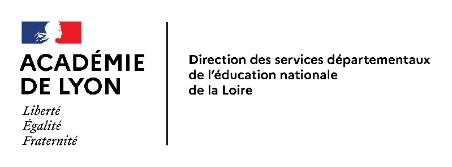 ACADÉMIE
DE LYON
Liberté
Égalité
Fraternité
Direction des services départementaux
de l'éducation nationale
de la Loire